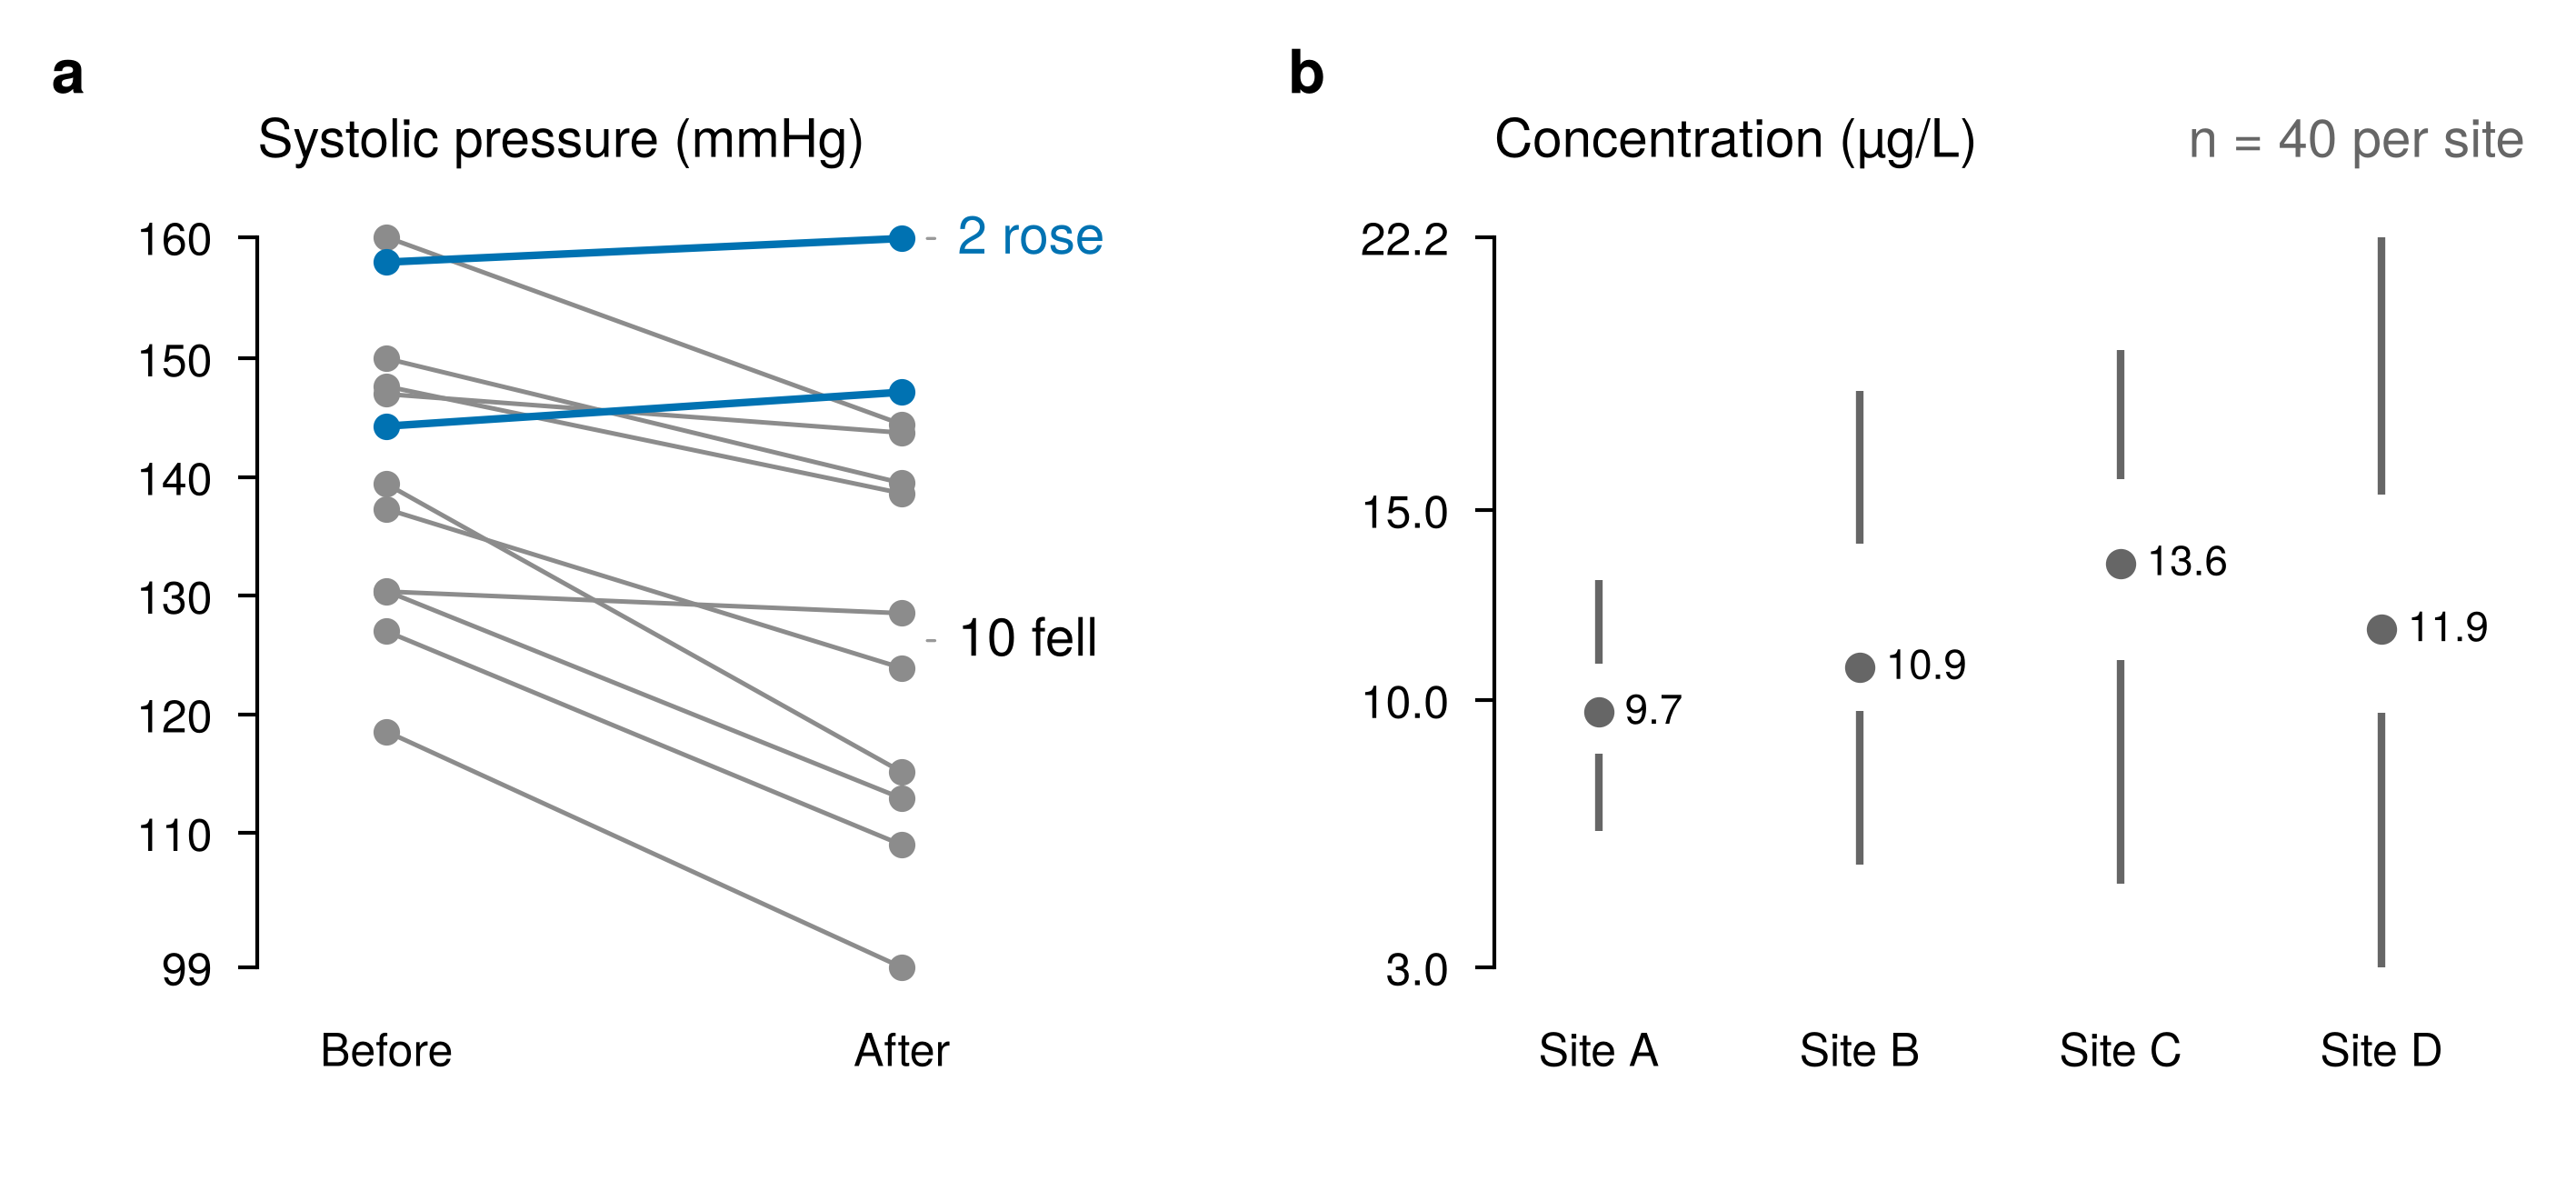 a
Systolic pressure (mmHg)
160
150
140
130
120
110
99
2 rose
10 fell
Before
After
b
Concentration (µg/L)
n = 40 per site
22.2
15.0
10.0
3.0
9.7
10.9
13.6
11.9
Site A
Site B
Site C
Site D